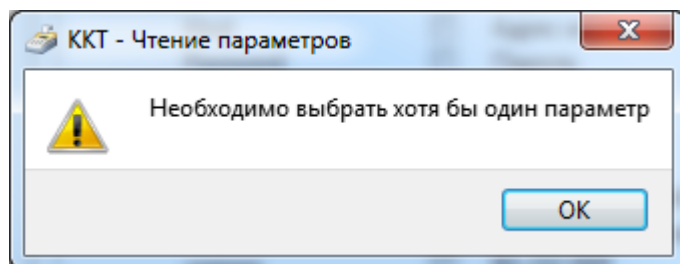 ККТ - Чтение параметров
Необходимо выбрать хотя бы один параметр
OK